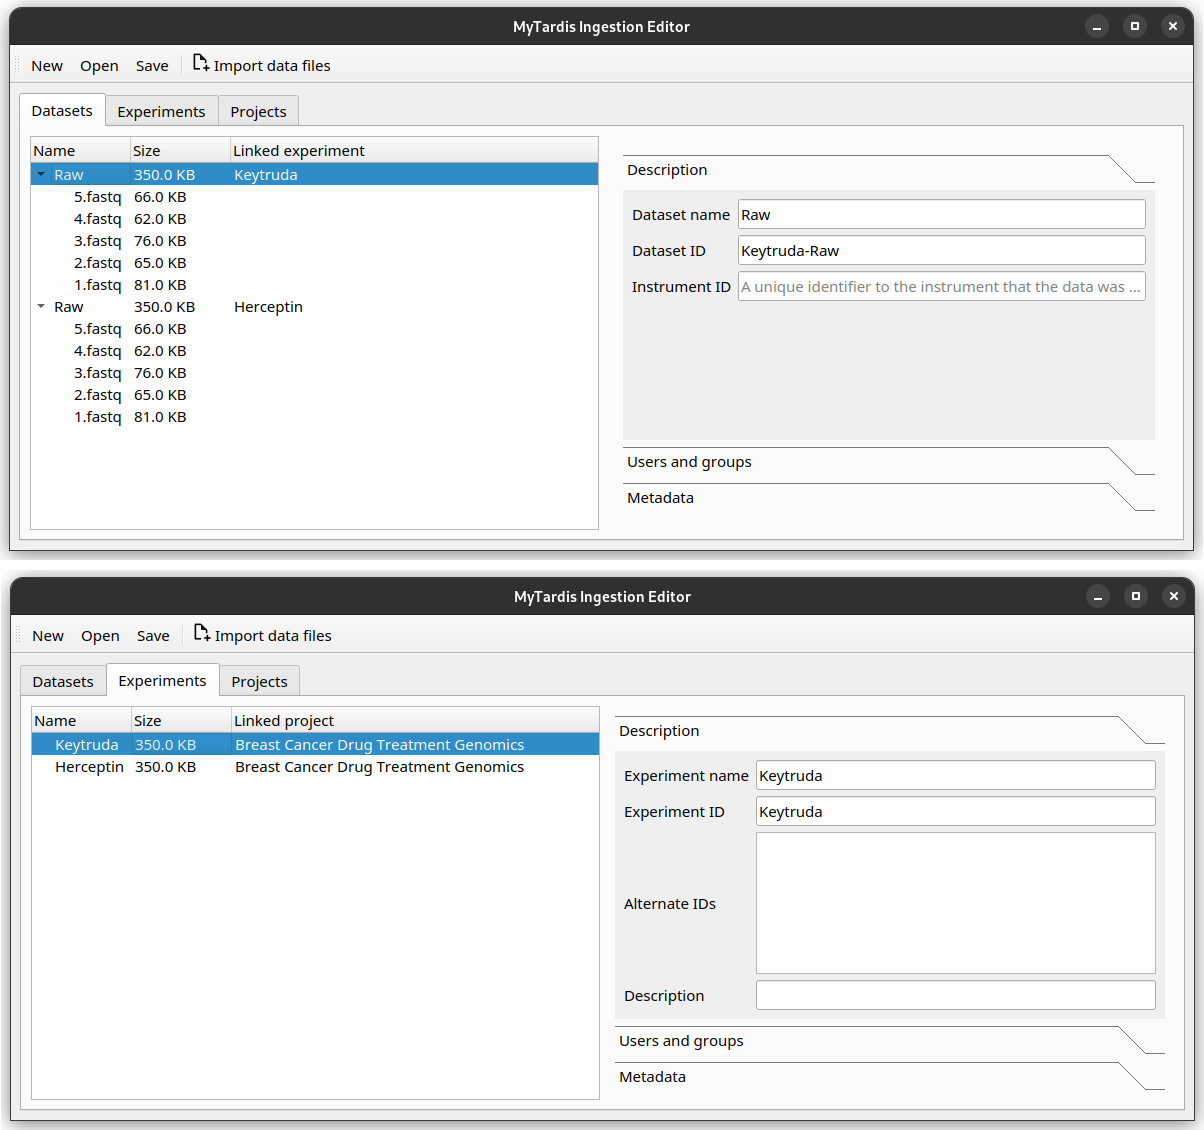 MyTardis Ingestion Editor
New Open Save Import data files
Datasets Experiments Projects
Name Size Linked experiment
Raw 350.0 KB Keytruda
5.fastq 66.0 KB
4.fastq 62.0 KB
3.fastq 76.0 KB
2.fastq 65.0 KB
1.fastq 81.0 KB
Raw 350.0 KB Herceptin
5.fastq 66.0 KB
4.fastq 62.0 KB
3.fastq 76.0 KB
2.fastq 65.0 KB
1.fastq 81.0 KB
Description
Dataset name Raw
Dataset ID Keytruda-Raw
Instrument ID A unique identifier to the instrument that the data was ...
Users and groups
Metadata
MyTardis Ingestion Editor
New Open Save Import data files
Datasets Experiments Projects
Name Size Linked project
Keytruda 350.0 KB Breast Cancer Drug Treatment Genomics
Herceptin 350.0 KB Breast Cancer Drug Treatment Genomics
Description
Experiment name Keytruda
Experiment ID Keytruda
Alternate IDs
Description
Users and groups
Metadata